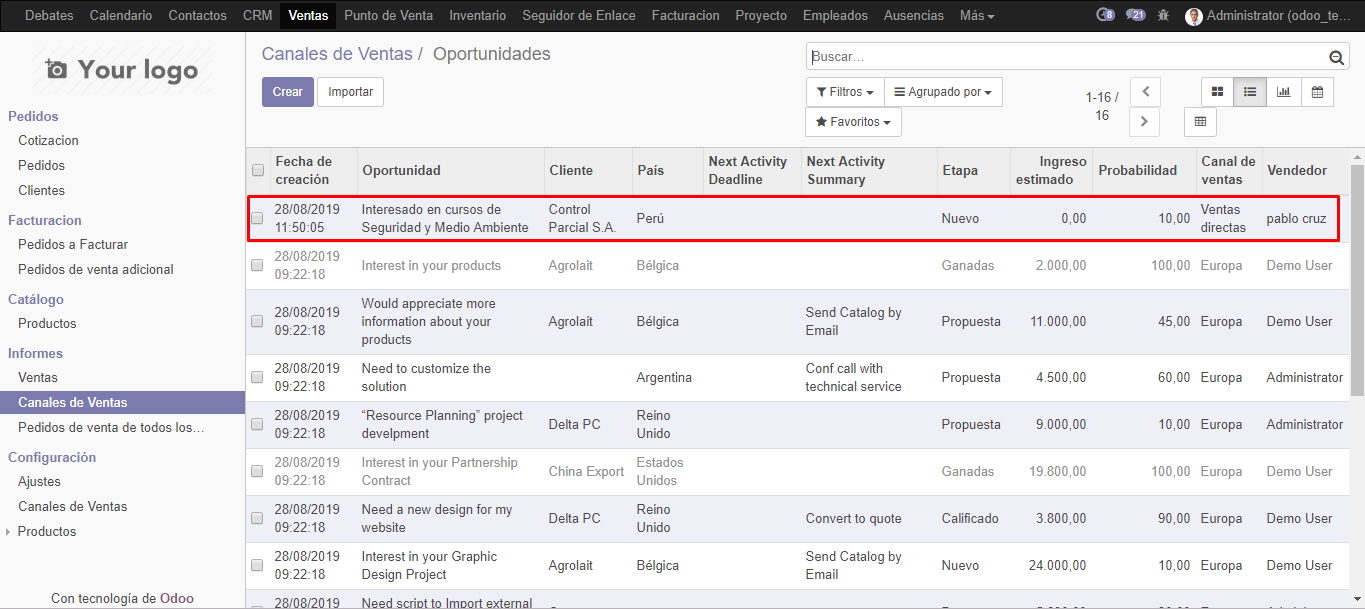 Debates Calendario Contactos CRM Ventas Punto de Venta Inventario Seguidor de Enlace Facturacion Proyecto Empleados Ausencias Más 8 21 Administrator (odoo_te...
Your logo
Pedidos
Cotizacion
Pedidos
Clientes
Facturacion
Pedidos a Facturar
Pedidos de venta adicional
Catálogo
Productos
Informes
Ventas
Canales de Ventas
Pedidos de venta de todos los...
Configuración
Ajustes
Canales de Ventas
Productos
Con tecnología de Odoo
Canales de Ventas / Oportunidades
Buscar...
Crear Importar
Filtros Agrupado por
Favoritos
1-16 /
16
Fecha de
creación
Oportunidad
Cliente
País
Next Activity
Deadline
Next Activity
Summary
Etapa
Ingreso
estimado
Probabilidad
Canal de
ventas
Vendedor
28/08/2019
11:50:05
Interesado en cursos de
Seguridad y Medio Ambiente
Control
Parcial S.A.
Perú
Nuevo
0,00
10,00
Ventas
directas
pablo cruz
28/08/2019
09:22:18
Interest in your products
Agrolait
Bélgica
Ganadas
2.000,00
100,00
Europa
Demo User
28/08/2019
09:22:18
Would appreciate more
information about your
products
Agrolait
Bélgica
Send Catalog by
Email
Propuesta
11.000,00
45,00
Europa
Demo User
28/08/2019
09:22:18
Need to customize the
solution
Argentina
Conf call with
technical service
Propuesta
4.500,00
60,00
Europa
Administrator
28/08/2019
09:22:18
“Resource Planning” project
develpment
Delta PC
Reino
Unido
Propuesta
9.000,00
10,00
Europa
Administrator
28/08/2019
09:22:18
Interest in your Partnership
Contract
China Export
Estados
Unidos
Ganadas
19.800,00
100,00
Europa
Demo User
28/08/2019
09:22:18
Need a new design for my
website
Delta PC
Reino
Unido
Convert to quote
Calificado
3.800,00
90,00
Europa
Demo User
28/08/2019
09:22:18
Interest in your Graphic
Design Project
Agrolait
Bélgica
Send Catalog by
Email
Nuevo
24.000,00
10,00
Europa
Demo User
28/08/2019
Need script to Import external